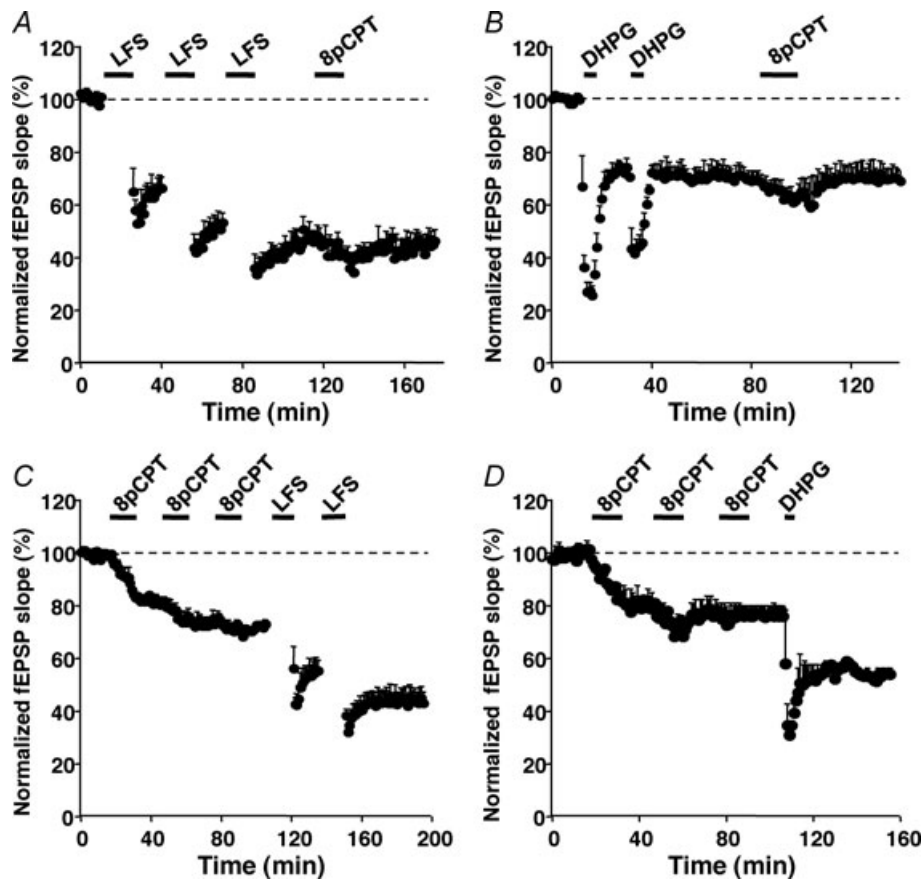 A
LFS LFS LFS 8pCPT
Normalized fEPSP slope (%)
120
100
80
60
40
20
0
0 40 80 120 160
Time (min)
B
DHPG DHPG 8pCPT
Normalized fEPSP slope (%)
120
100
80
60
40
20
0
0 40 80 120
Time (min)
C
8pCPT 8pCPT 8pCPT LFS LFS
Normalized fEPSP slope (%)
120
100
80
60
40
20
0
0 40 80 120 160 200
Time (min)
D
8pCPT 8pCPT 8pCPT DHPG
Normalized fEPSP slope (%)
120
100
80
60
40
20
0
0 40 80 120 160
Time (min)